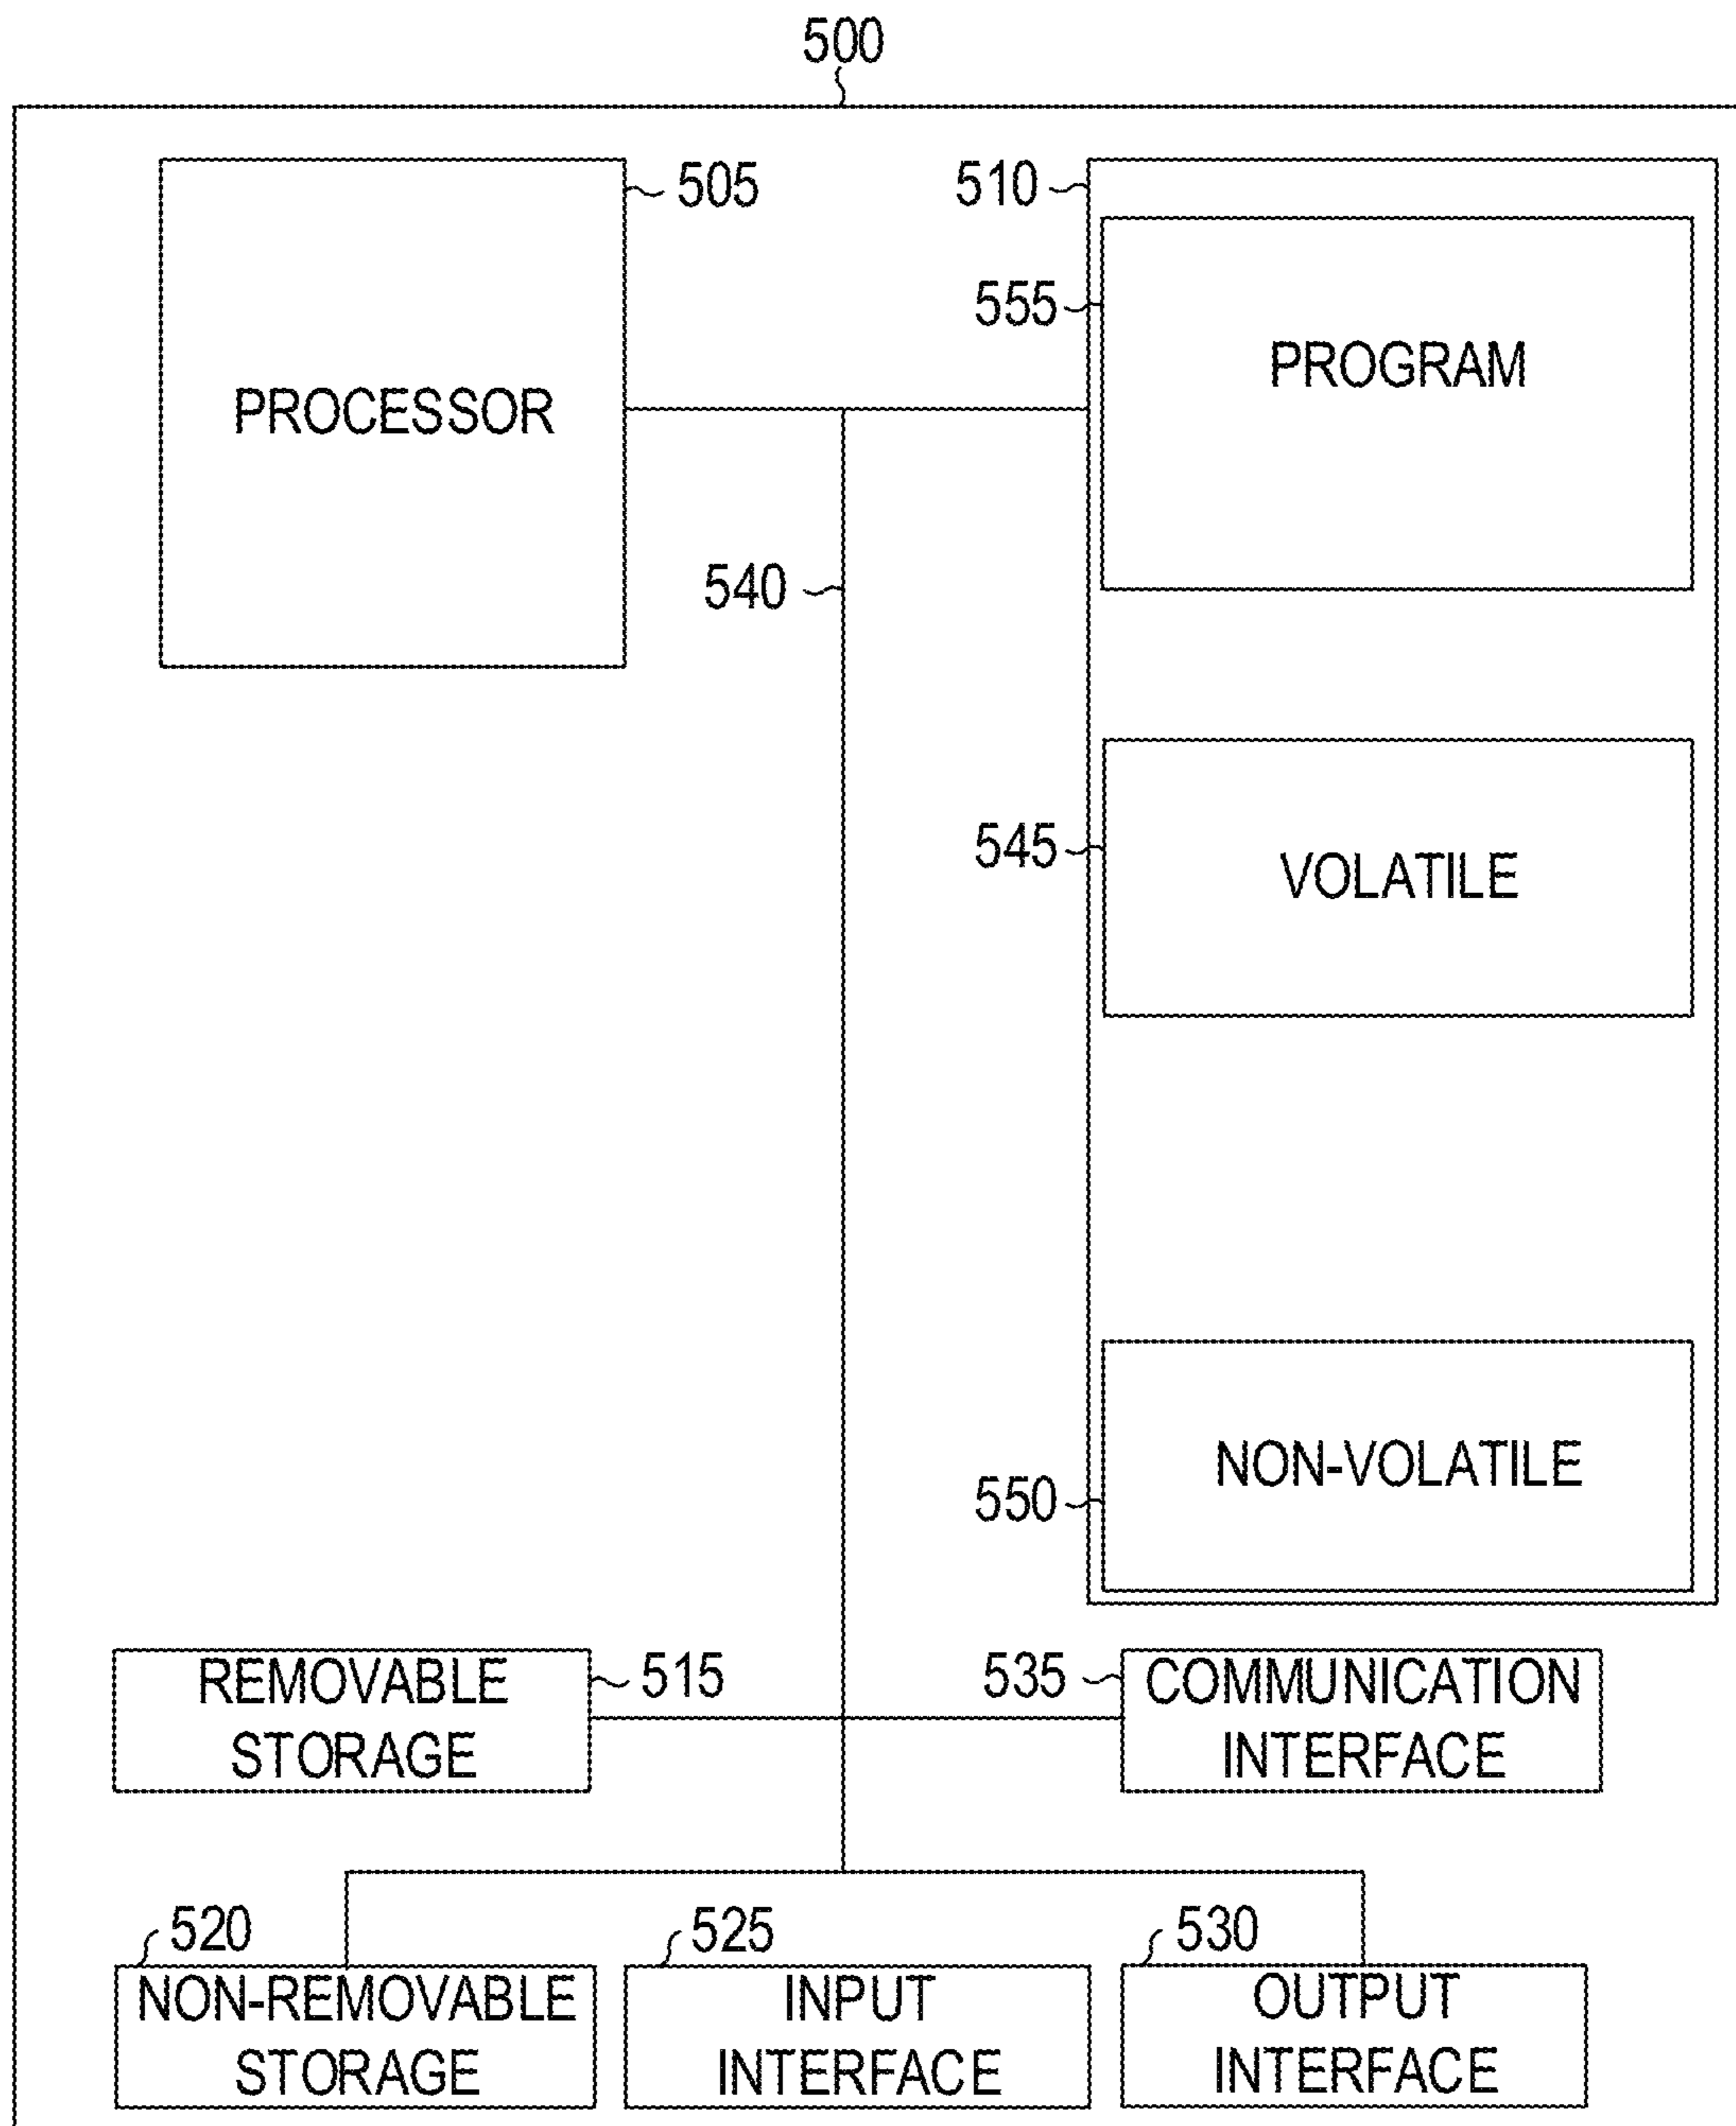 500
505
510
555
PROGRAM
PROCESSOR
540
545
VOLATILE
NON-VOLATILE
550
REMOVABLE
STORAGE
515
535
COMMUNICATION
INTERFACE
520
NON-REMOVABLE
STORAGE
525
INPUT
INTERFACE
530
OUTPUT
INTERFACE